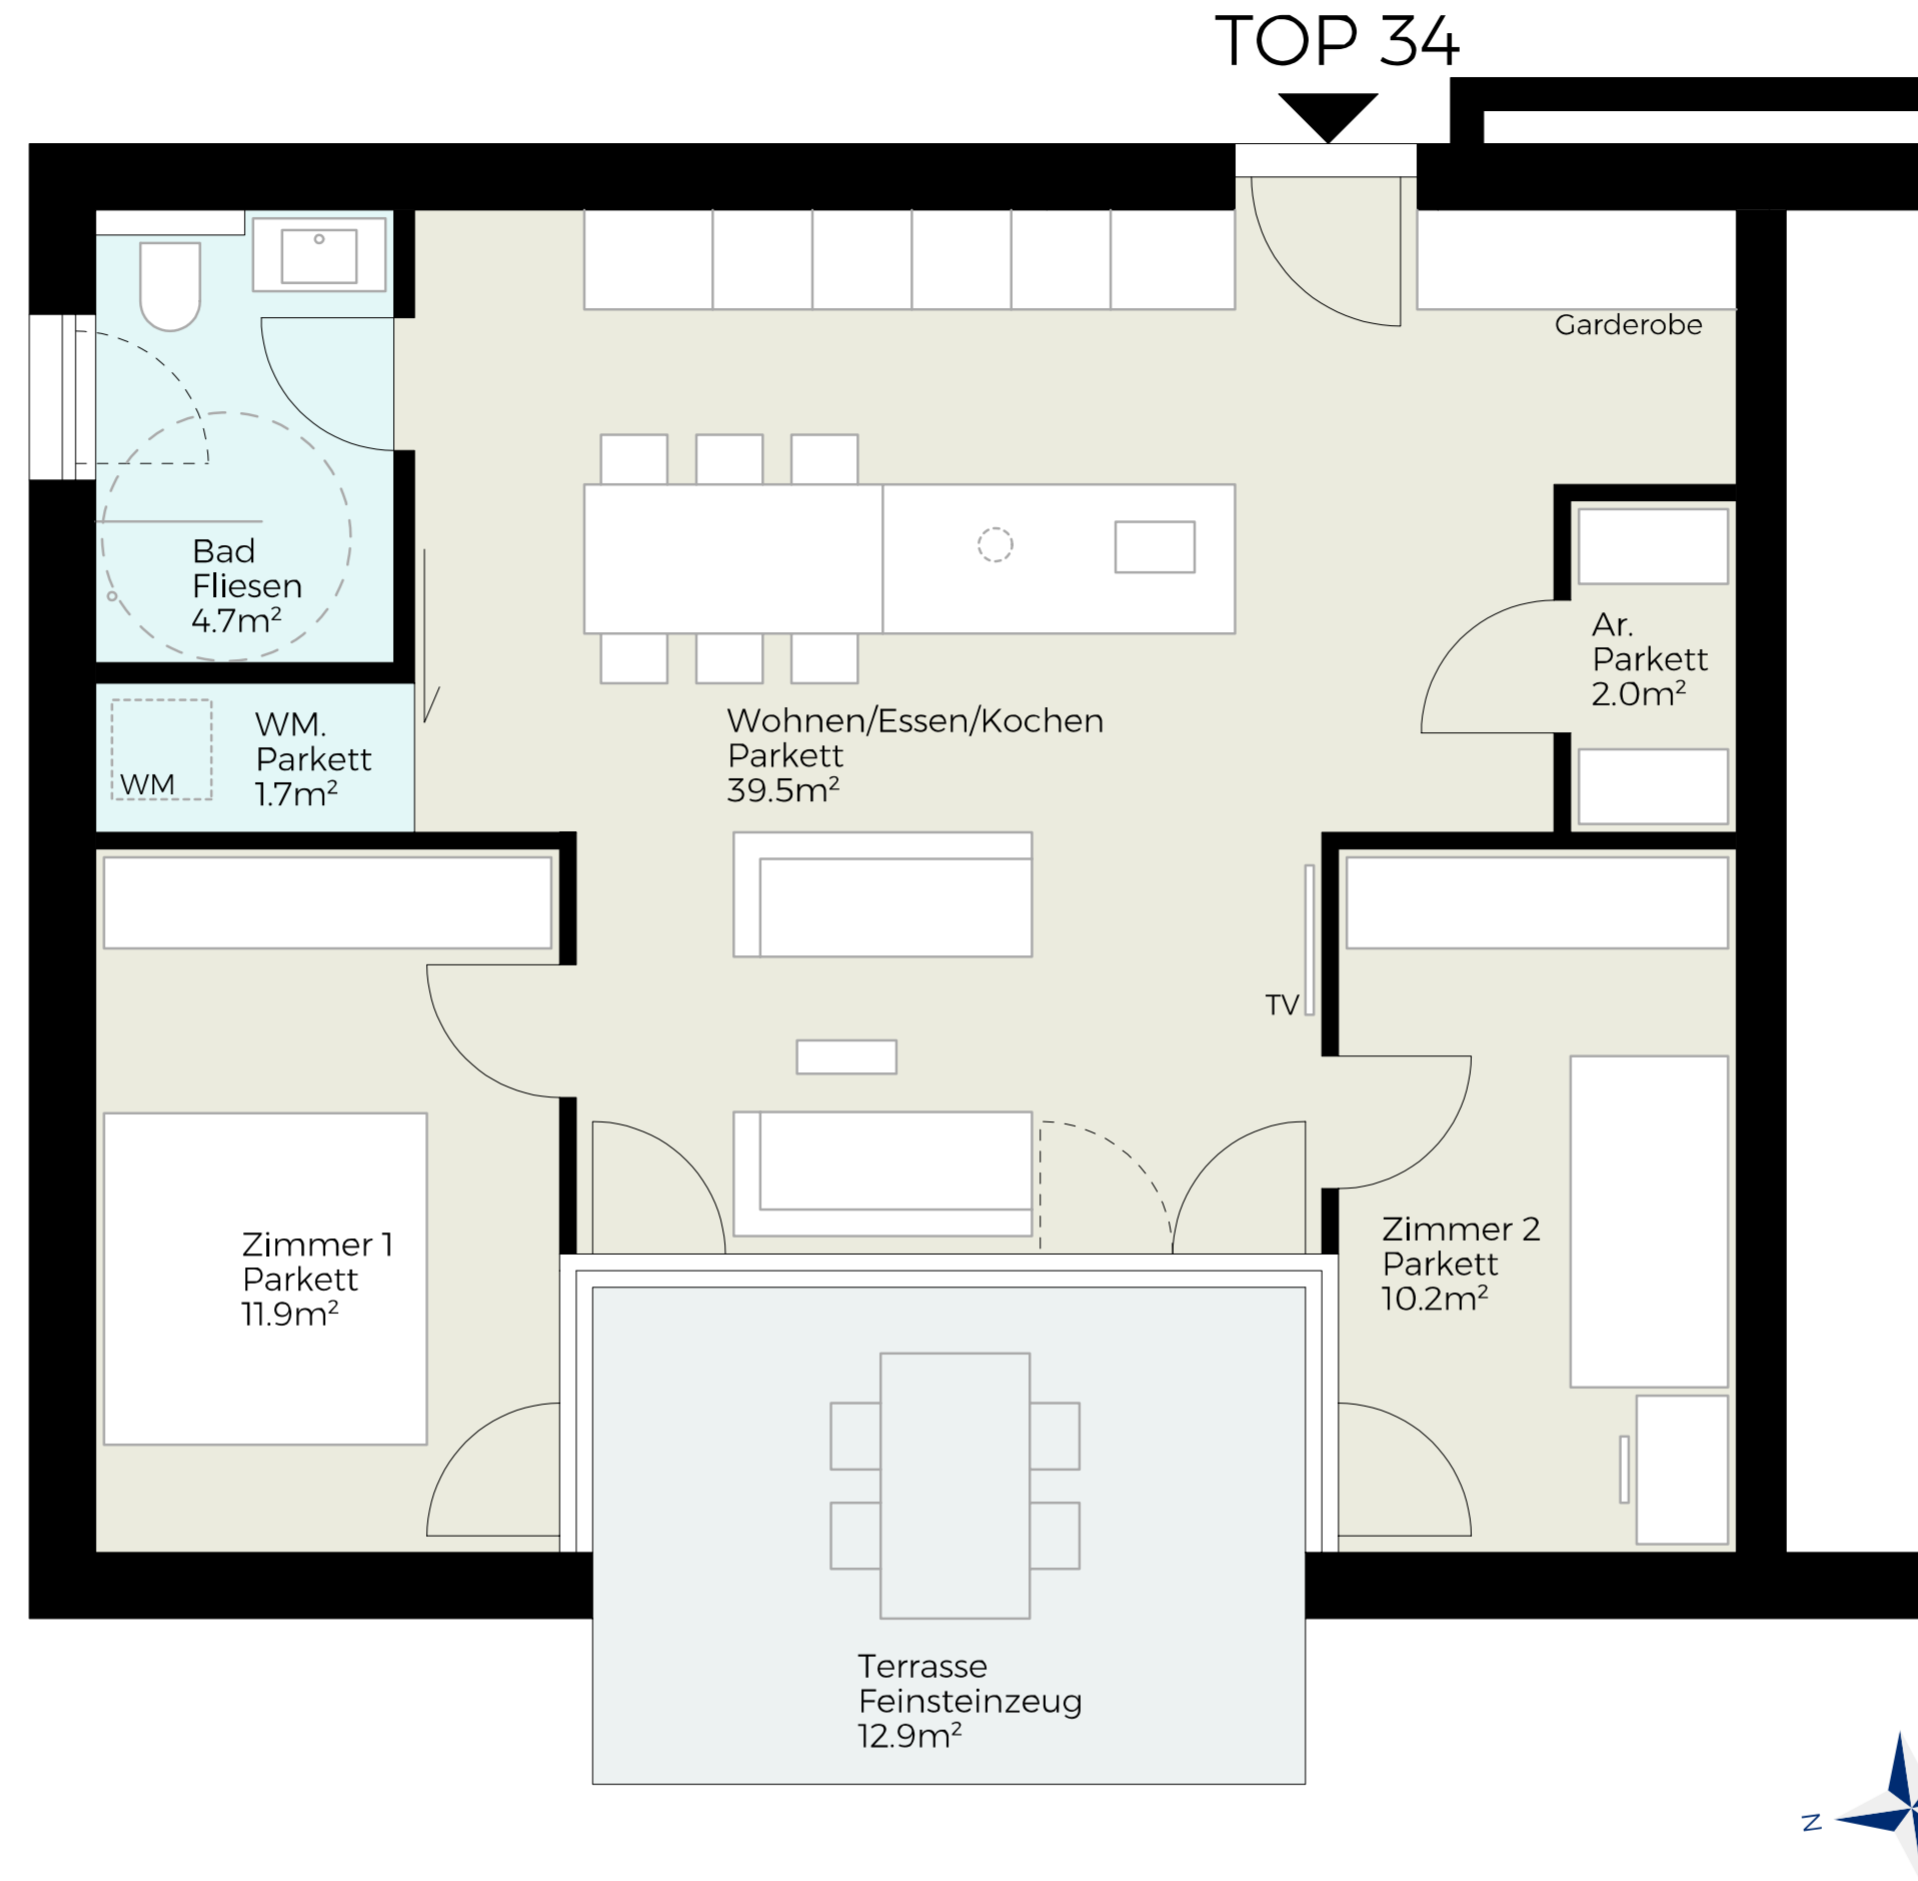 TOP 34
Garderobe
Bad
Fliesen
4.7m²
Ar.
Parkett
2.0m²
WM.
Parkett
1.7m²
WM
Wohnen/Essen/Kochen
Parkett
39.5m²
TV
Zimmer 1
Parkett
11.9m²
Zimmer 2
Parkett
10.2m²
Terrasse
Feinsteinzeug
12.9m²
N